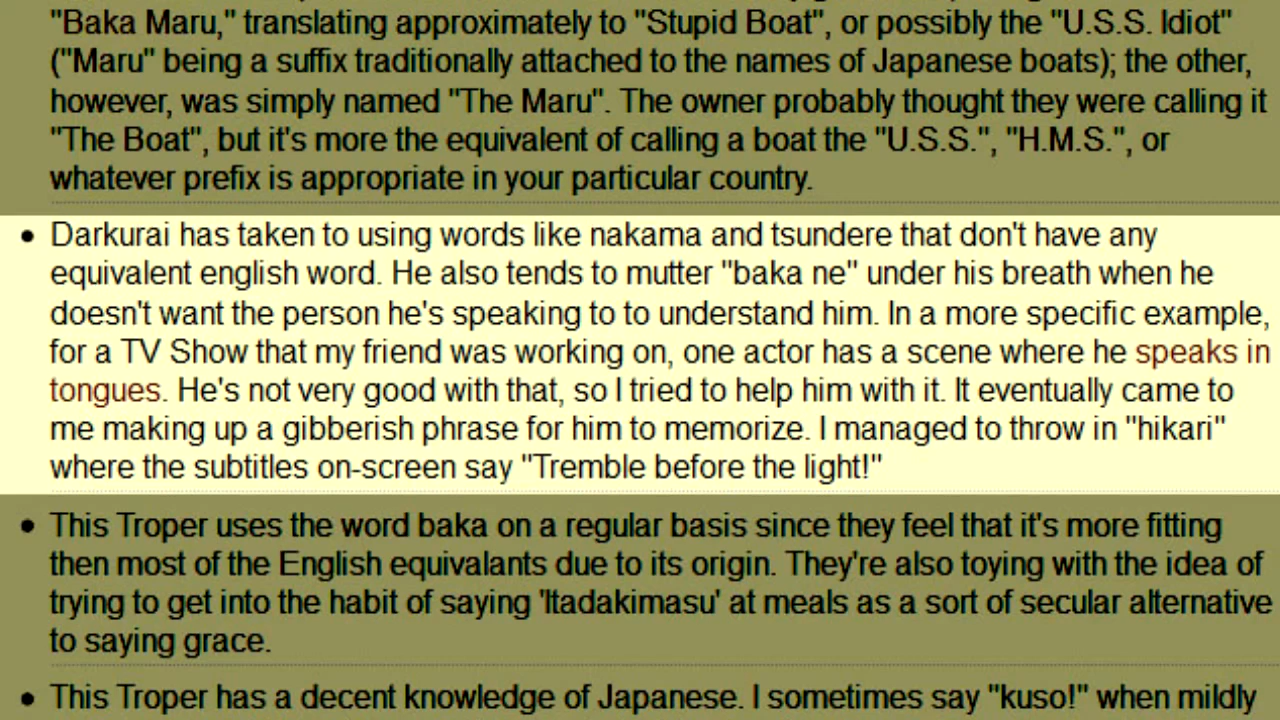 "Baka Maru," translating approximately to "Stupid Boat", or possibly the "U.S.S. Idiot"
("Maru" being a suffix traditionally attached to the names of Japanese boats); the other,
however, was simply named "The Maru". The owner probably thought they were calling it
"The Boat", but it's more the equivalent of calling a boat the "U.S.S.", "H.M.S.", or
whatever prefix is appropriate in your particular country.
• Darkurai has taken to using words like nakama and tsundere that don't have any
equivalent english word. He also tends to mutter "baka ne" under his breath when he
doesn't want the person he's speaking to to understand him. In a more specific example,
for a TV Show that my friend was working on, one actor has a scene where he speaks in
tongues. He's not very good with that, so I tried to help him with it. It eventually came to
me making up a gibberish phrase for him to memorize. I managed to throw in "hikari"
where the subtitles on-screen say "Tremble before the light!"
• This Troper uses the word baka on a regular basis since they feel that it's more fitting
then most of the English equivalants due to its origin. They're also toying with the idea of
trying to get into the habit of saying 'Itadakimasu' at meals as a sort of secular alternative
to saying grace.
• This Troper has a decent knowledge of Japanese. I sometimes say "kuso!" when mildly